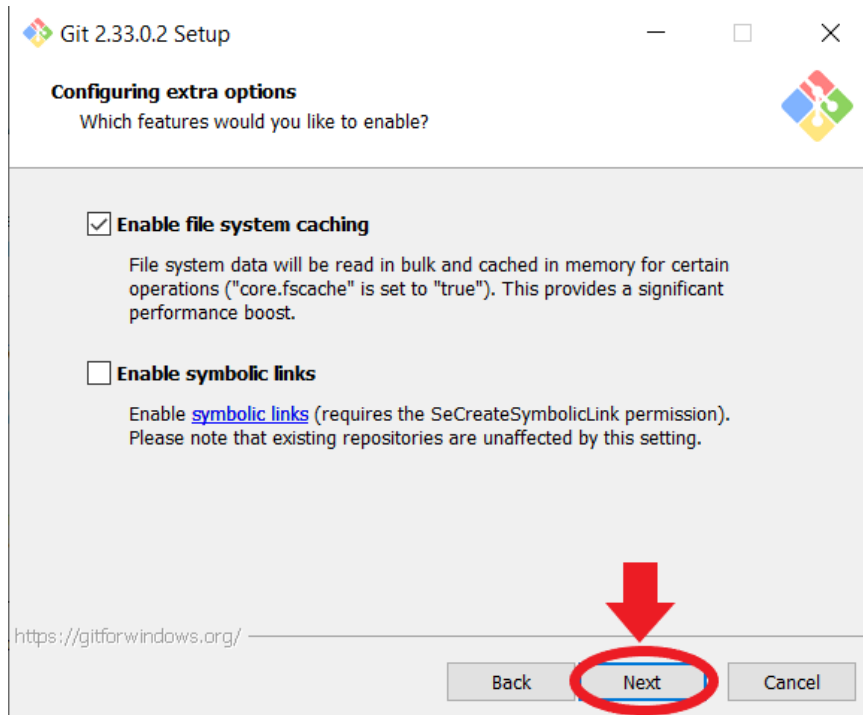 Git 2.33.0.2 Setup
Configuring extra options
Which features would you like to enable?
Enable file system caching
File system data will be read in bulk and cached in memory for certain
operations ("core.fscache" is set to "true"). This provides a significant
performance boost.
Enable symbolic links
Enable symbolic links (requires the SeCreateSymbolicLink permission).
Please note that existing repositories are unaffected by this setting.
https://gitforwindows.org/
Back Next Cancel